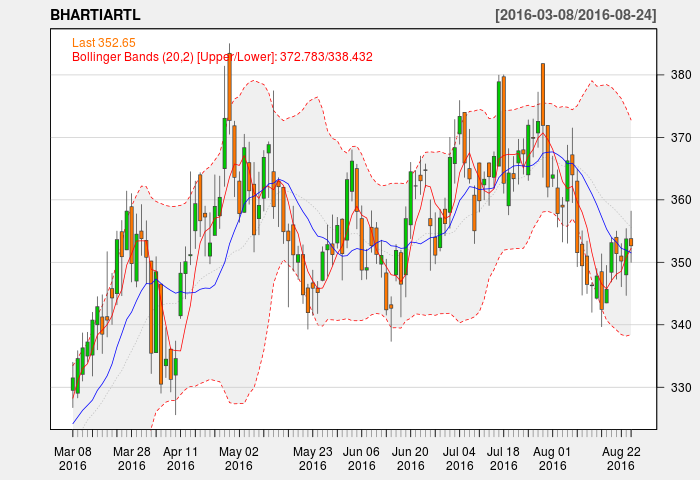 BHARTIARTL [2016-03-08/2016-08-24]
Last 352.65
Bollinger Bands (20,2) [Upper/Lower]: 372.783/338.432
380
370
360
350
340
330
Mar 08 2016
Mar 28 2016
Apr 11 2016
May 02 2016
May 23 2016
Jun 06 2016
Jun 20 2016
Jul 04 2016
Jul 18 2016
Aug 01 2016
Aug 22 2016